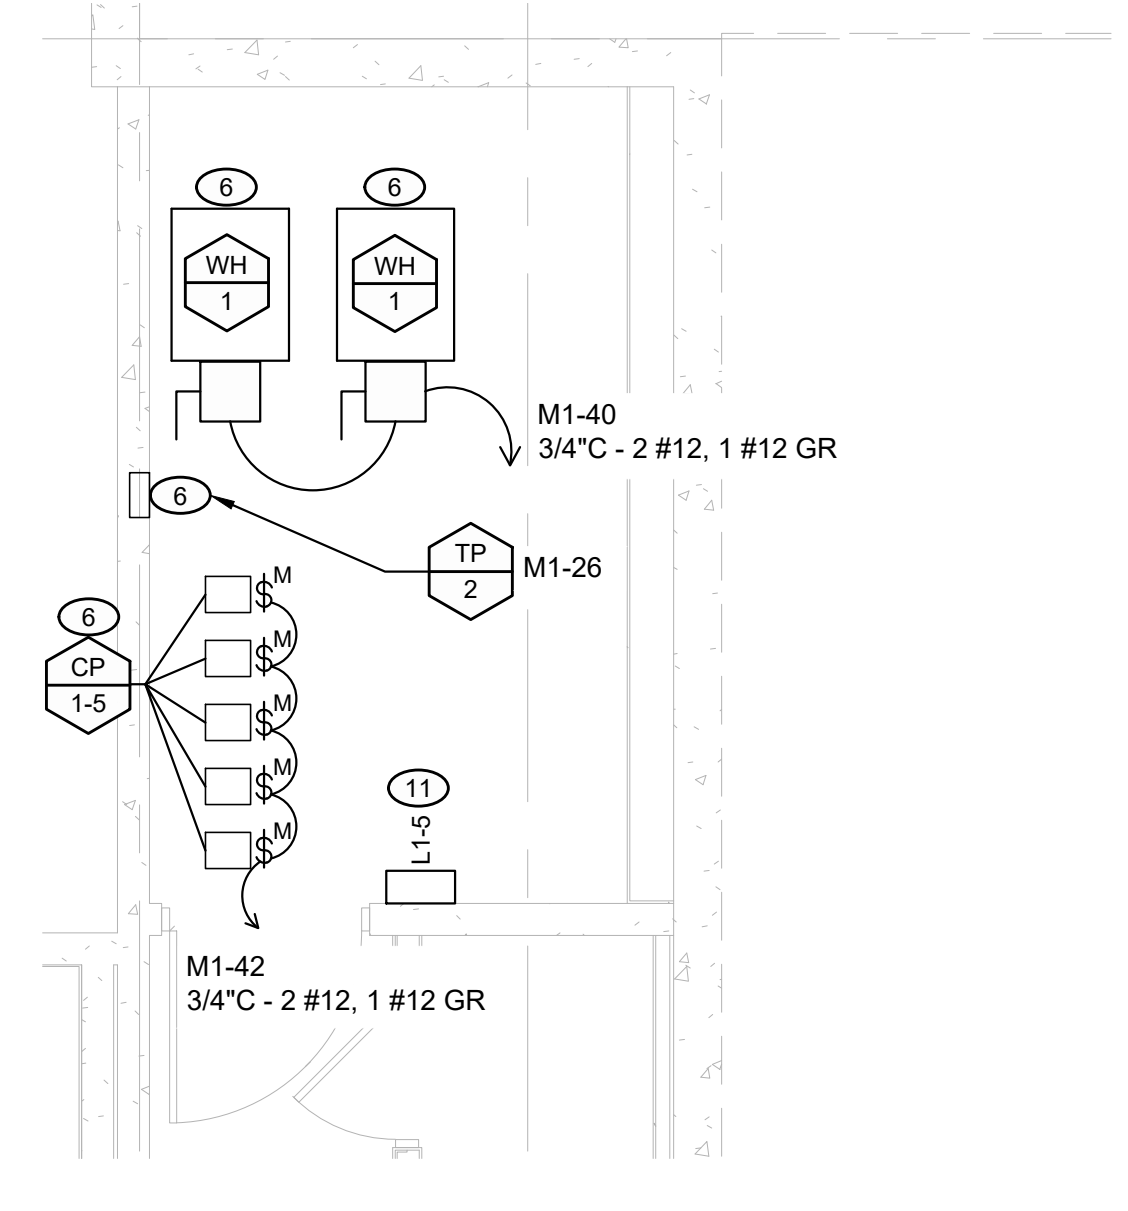 6
6
WH
1
WH
1
M1-40
3/4"C - 2 #12, 1 #12 GR
6
TP
2
M1-26
$M
6
CP
1-5
$M
$M
$M
$M
11
L1-5
M1-42
3/4"C - 2 #12, 1 #12 GR